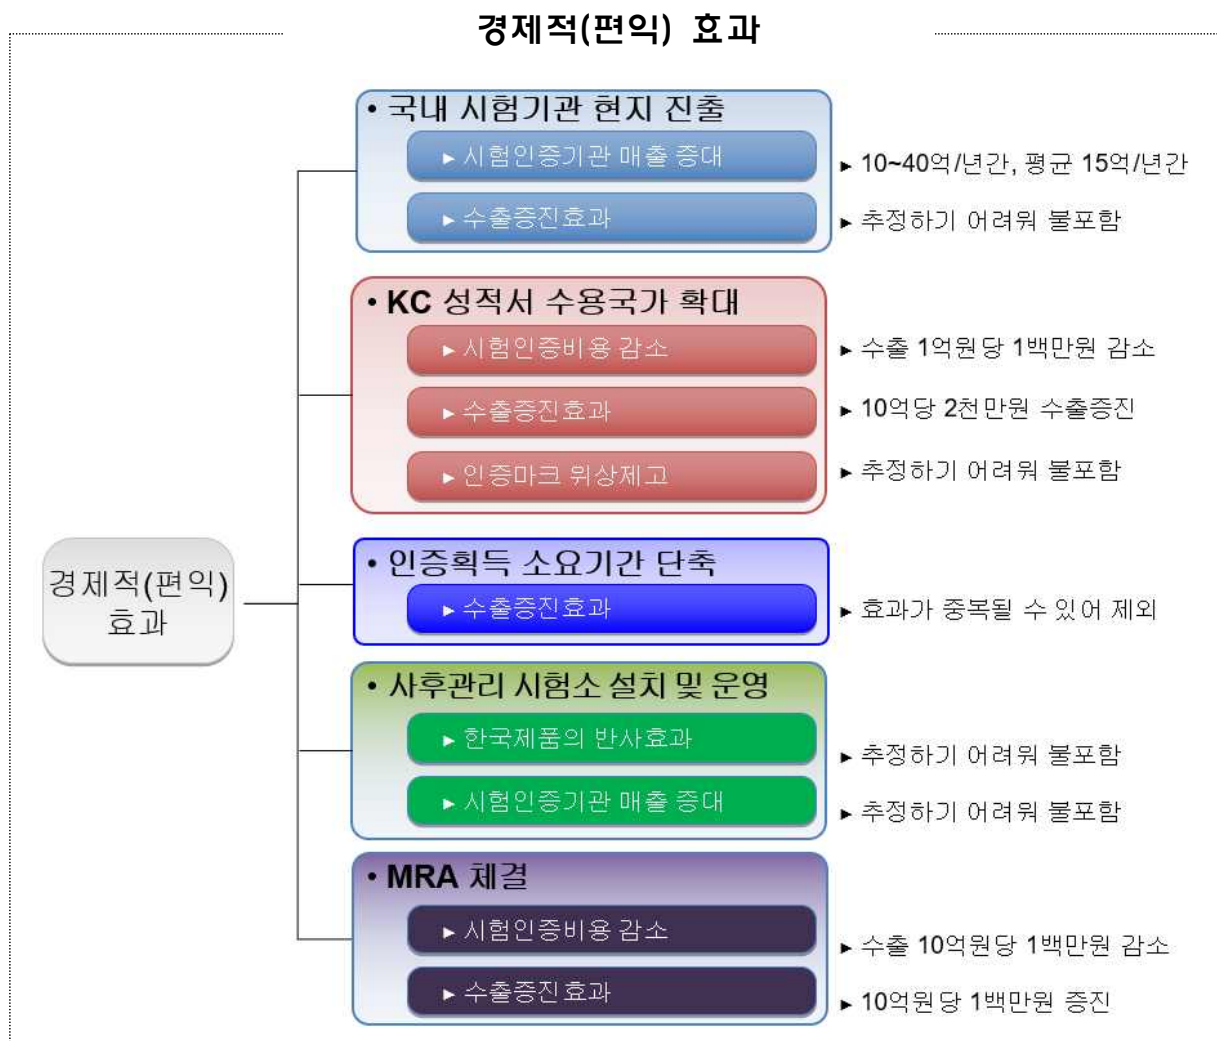 경제적(편익) 효과
• 국내 시험기관 현지 진출
► 시험인증기관 매출 증대
► 10~40억/년간, 평균 15억/년간
► 수출증진효과
► 추정하기 어려워 불포함
• KC 성적서 수용국가 확대
► 시험인증비용 감소
► 수출 1억원당 1백만원 감소
► 수출증진효과
► 10억당 2천만원 수출증진
► 인증마크 위상제고
► 추정하기 어려워 불포함
경제적(편익)
효과
• 인증획득 소요기간 단축
► 수출증진효과
► 효과가 중복될 수 있어 제외
• 사후관리 시험소 설치 및 운영
► 한국제품의 반사효과
► 추정하기 어려워 불포함
► 시험인증기관 매출 증대
► 추정하기 어려워 불포함
• MRA 체결
► 시험인증비용 감소
► 수출 10억원당 1백만원 감소
► 수출증진효과
► 10억원당 1백만원 증진